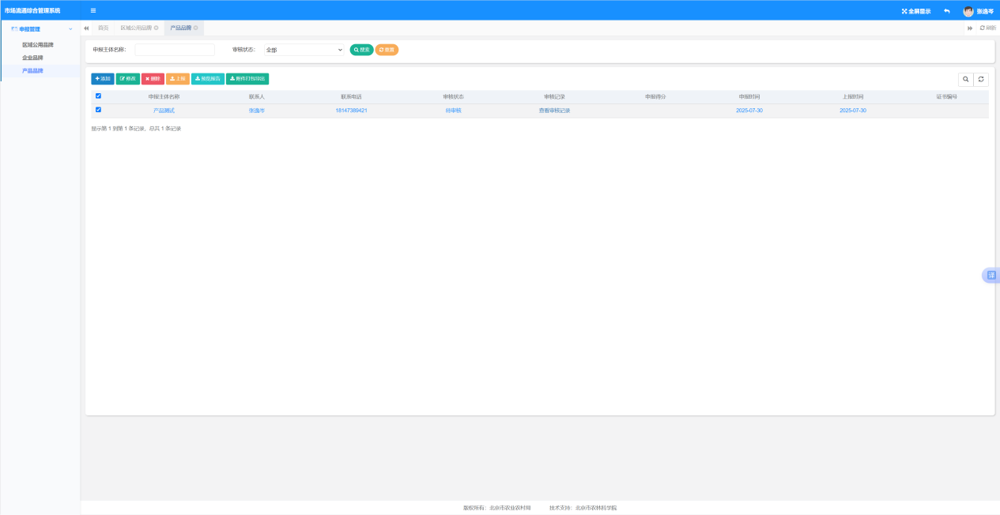 市场流通综合管理系统
全屏显示 张逸岑
申报管理
区域公用品牌
企业品牌
产品品牌
首页 区域公用品牌 产品品牌 刷新
申报主体名称: 审核状态: 全部 搜索 重置
添加 修改 删除 上报 预览报告 附件打包导出
申报主体名称 联系人 联系电话 审核状态 审核记录 申报得分 申报时间 上报时间 证书编号
产品测试 张逸岑 18147389421 待审核 查看审核记录 2025-07-30 2025-07-30
显示第 1 到第 1 条记录，总共 1 条记录
版权所有：北京市农业农村局 技术支持：北京市农林科学院